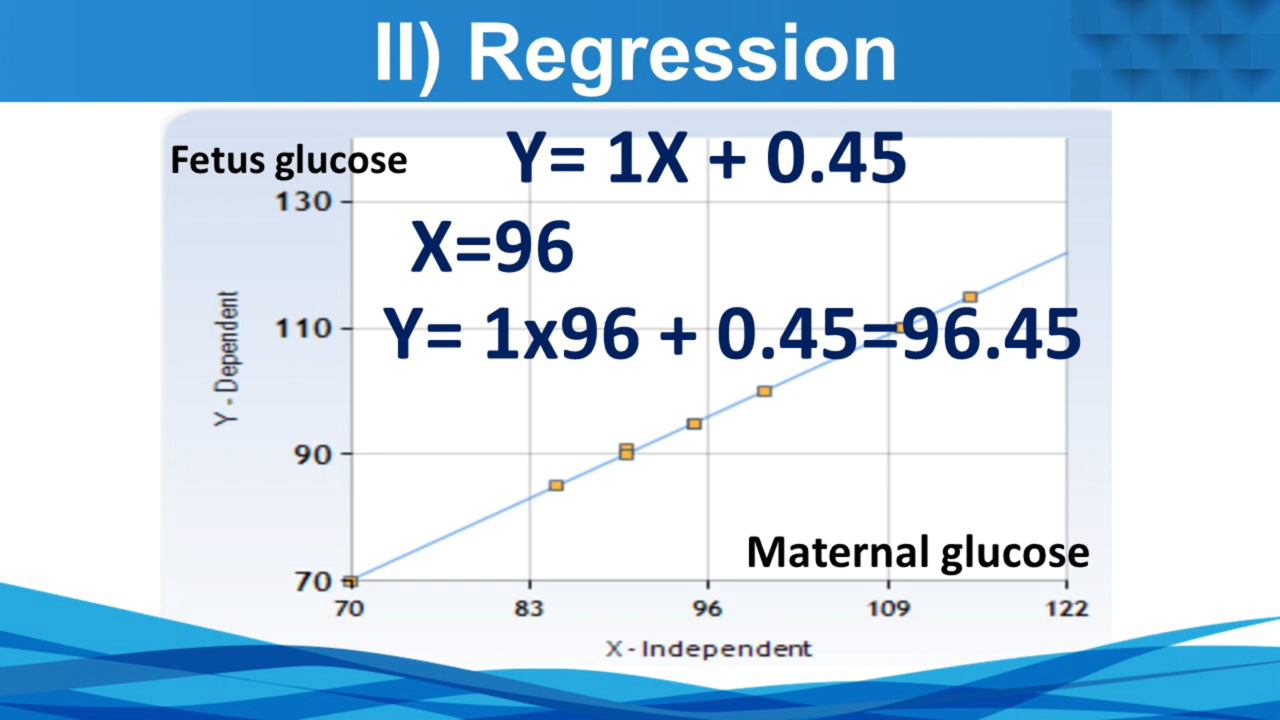 II) Regression
Y= 1X + 0.45
Fetus glucose
130
X=96
Y= 1x96 + 0.45=96.45
110
Y - Dependent
90
Maternal glucose
70
70 83 96 109 122
X - Independent